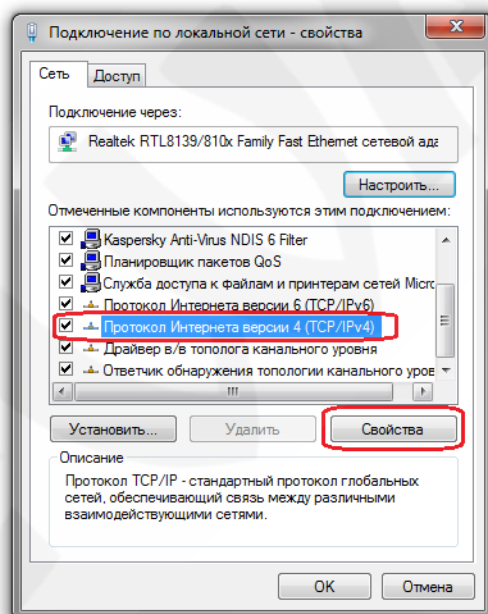 Подключение по локальной сети - свойства
Сеть
Доступ
Подключение через:
Realtek RTL8139/810x Family Fast Ethernet сетевой ада
Настроить...
Отмеченные компоненты используются этим подключением:
Kaspersky Anti-Virus NDIS 6 Filter
Планировщик пакетов QoS
Служба доступа к файлам и принтерам сетей Micro
Протокол Интернета версии 6 (TCP/IPv6)
Протокол Интернета версии 4 (TCP/IPv4)
Драйвер в/в тополога канального уровня
Ответчик обнаружения топологии канального уров
Установить...
Удалить
Свойства
Описание
Протокол TCP/IP - стандартный протокол глобальных
сетей, обеспечивающий связь между различными
взаимодействующими сетями.
OK
Отмена